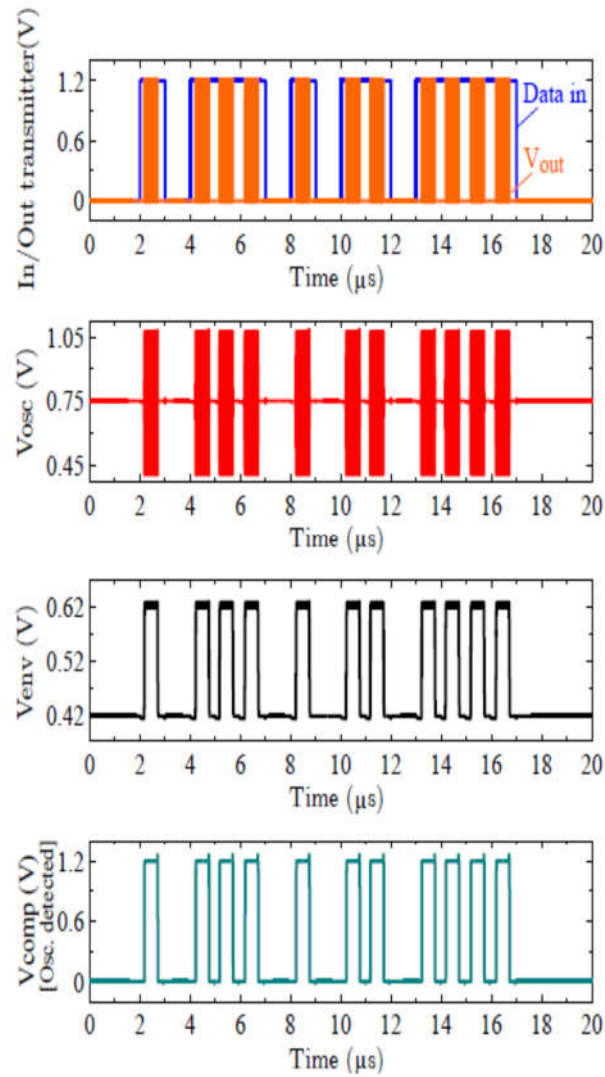 In/Out transmitter(V)
1.2
0.6
0
Data in
Vout
0 2 4 6 8 10 12 14 16 18 20
Time (μs)
Vosc (V)
1.05
0.75
0.45
0 2 4 6 8 10 12 14 16 18 20
Time (μs)
Venv (V)
0.62
0.52
0.42
0 2 4 6 8 10 12 14 16 18 20
Time (μs)
Vcomp (V)
[Osc. detected]
1.2
0.6
0
0 2 4 6 8 10 12 14 16 18 20
Time (μs)